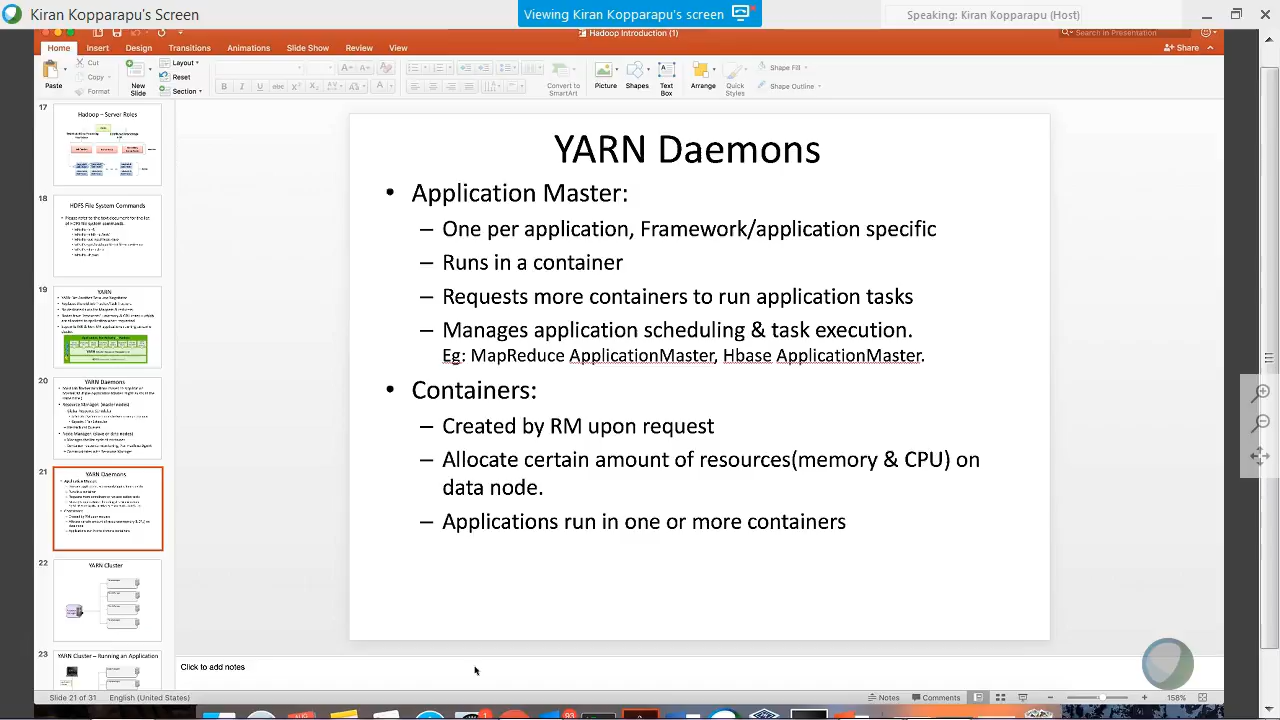 Kiran Kopparapu's Screen
Viewing Kiran Kopparapu's screen
Speaking: Kiran Kopparapu (Host)
Hadoop Introduction (1)
Search in Presentation
Home Insert Design Transitions Animations Slide Show Review View
Share
Paste
Cut
Copy
Format
New Slide
Layout
Reset
Section
B I U abc
Convert to SmartArt
Picture
Shapes
Text Box
Arrange
Quick Styles
Shape Fill
Shape Outline
17
Hadoop – Server Roles
18
HDFS File System Commands
19
YARN
20
YARN Daemons
21
YARN Daemons
22
YARN Cluster
23
YARN Cluster – Running an Application
YARN Daemons
• Application Master:
– One per application, Framework/application specific
– Runs in a container
– Requests more containers to run application tasks
– Manages application scheduling & task execution.
Eg: MapReduce ApplicationMaster, Hbase ApplicationMaster.
• Containers:
– Created by RM upon request
– Allocate certain amount of resources(memory & CPU) on
data node.
– Applications run in one or more containers
Click to add notes
Slide 21 of 31 English (United States)
Notes Comments 158%